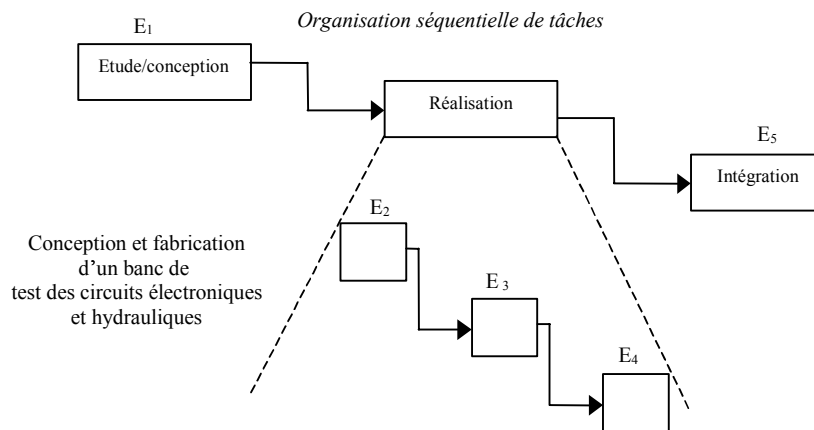 Organisation séquentielle de tâches
E1
Etude/conception
Réalisation
E5
Intégration
E2
Conception et fabrication
d'un banc de
test des circuits électroniques
et hydrauliques
E 3
E4